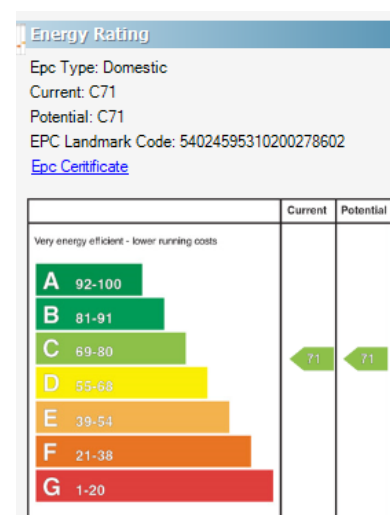 Energy Rating
Epc Type: Domestic
Current: C71
Potential: C71
EPC Landmark Code: 54024595310200278602
Epc Certificate
Current Potential
Very energy efficient - lower running costs
A 92-100
B 81-91
C 69-80 71 71
D 55-68
E 39-54
F 21-38
G 1-20